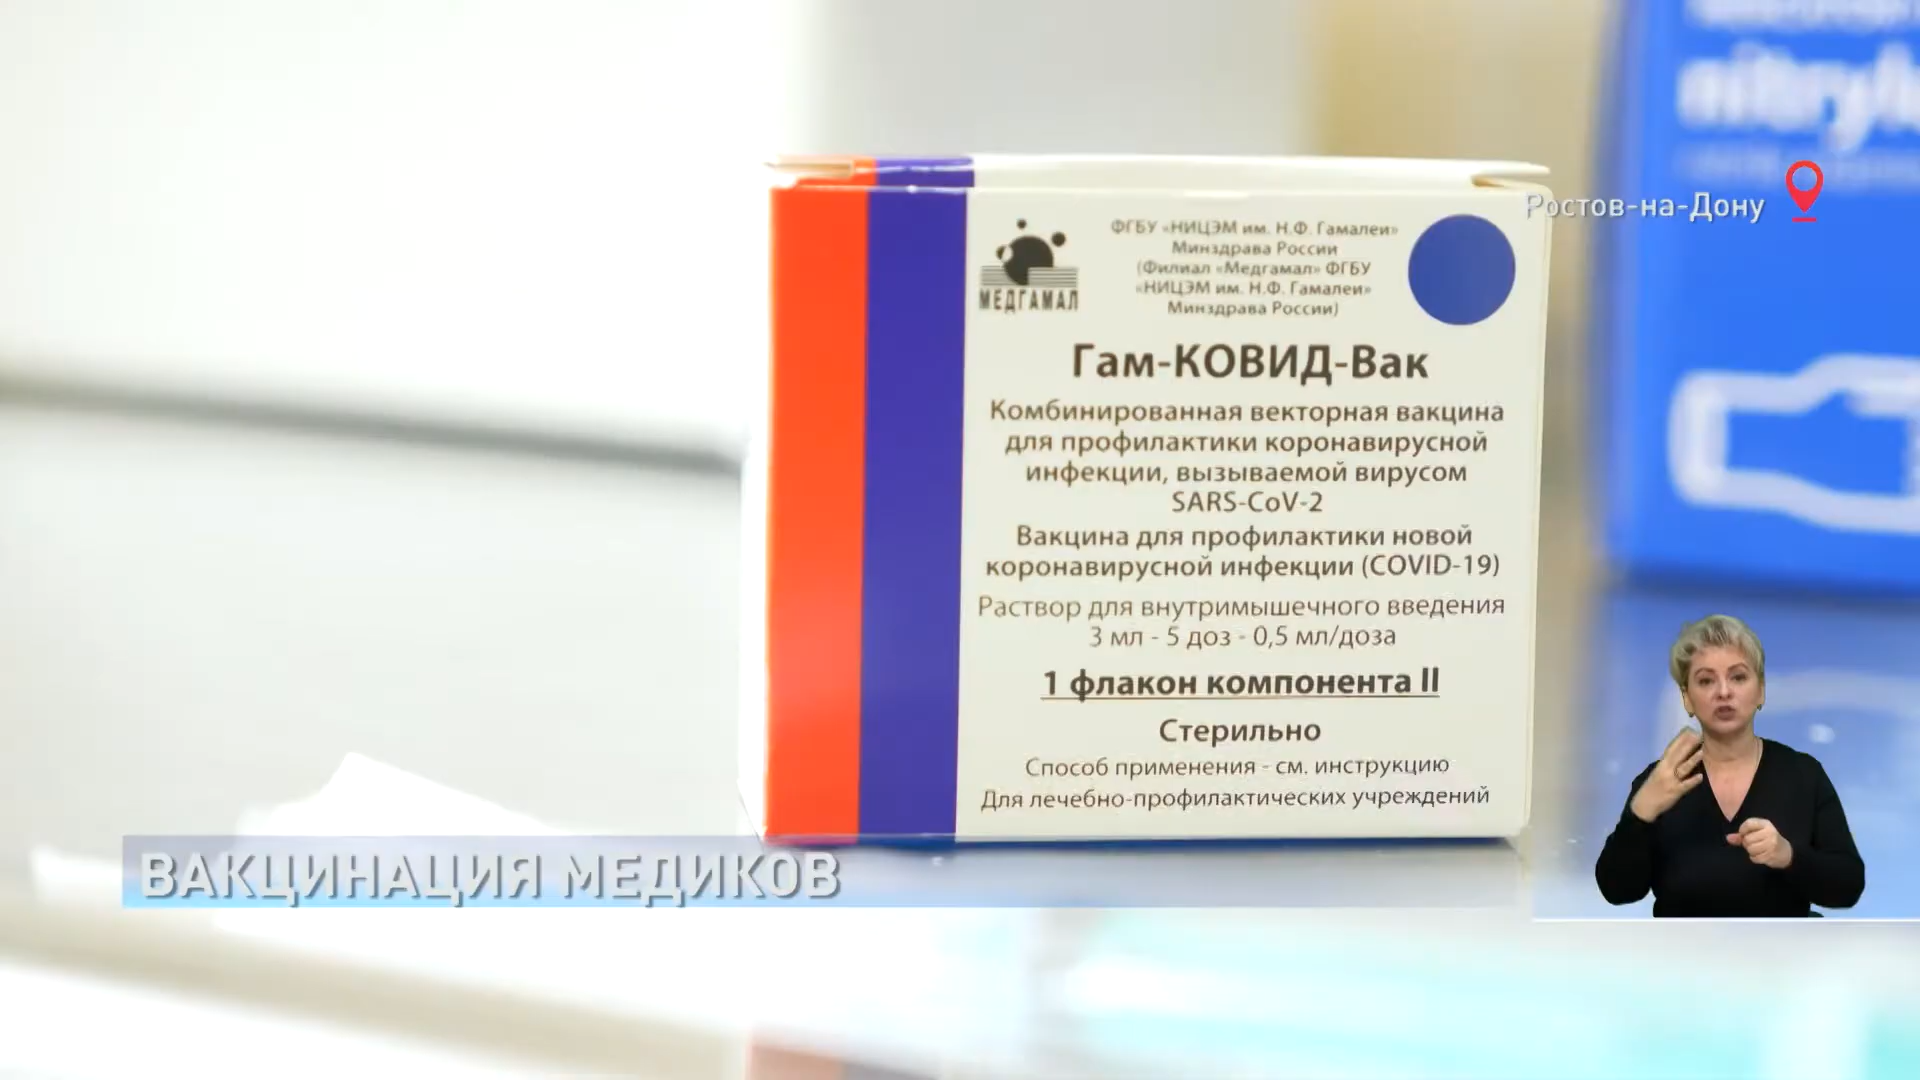 Ростов-на-Дону
МЕДГАМАЛ
ФГБУ «НИЦЭМ им. Н.Ф. Гамалеи»
Минздрава России
(Филиал «Медгамал» ФГБУ
«НИЦЭМ им. Н.Ф. Гамалеи»
Минздрава России)
Гам-КОВИД-Вак
Комбинированная векторная вакцина
для профилактики коронавирусной
инфекции, вызываемой вирусом
SARS-CoV-2
Вакцина для профилактики новой
коронавирусной инфекции (COVID-19)
Раствор для внутримышечного введения
3 мл - 5 доз - 0,5 мл/доза
1 флакон компонента II
Стерильно
Способ применения - см. инструкцию
Для лечебно-профилактических учреждений
ВАКЦИНАЦИЯ МЕДИКОВ